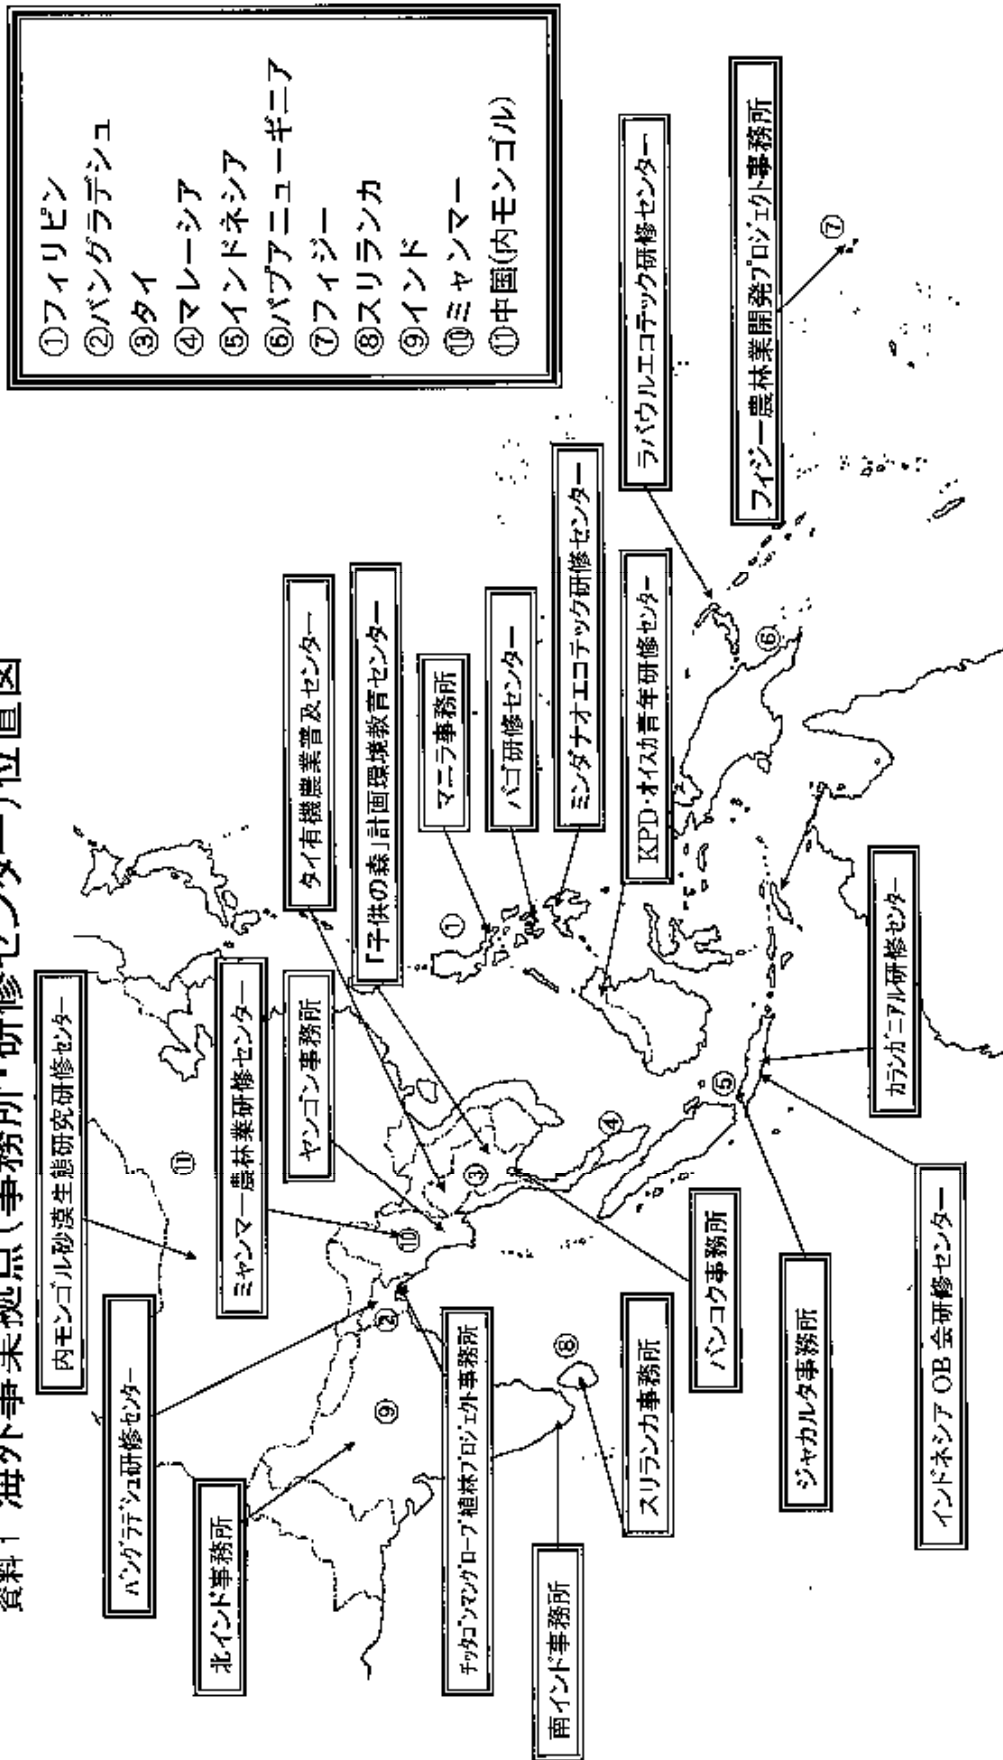 資料1 海外事業拠点(事務所・研修センター)位置図
①フィリピン
②バングラデシュ
③タイ
④マレーシア
⑤インドネシア
⑥パプアニューギニア
⑦フィジー
⑧スリランカ
⑨インド
⑩ミャンマー
⑪中国(内モンゴル)
内モンゴル砂漠生態研究研修センター
バングラデシュ研修センター
北インド事務所
ミャンマー農林業研修センター
ヤンゴン事務所
タイ有機農業普及センター
「子供の森」計画環境教育センター
マニラ事務所
バゴ研修センター
ミンダナオエコテック研修センター
KPD・オイスカ青年研修センター
ラバウルエコテック研修センター
フィジー農林業開発プロジェクト事務所
チッタゴンマングローブ植林プロジェクト事務所
南インド事務所
スリランカ事務所
バンコク事務所
ジャカルタ事務所
カランガニアル研修センター
インドネシア OB 会研修センター
①
②
③
④
⑤
⑥
⑦
⑧
⑨
⑩
⑪